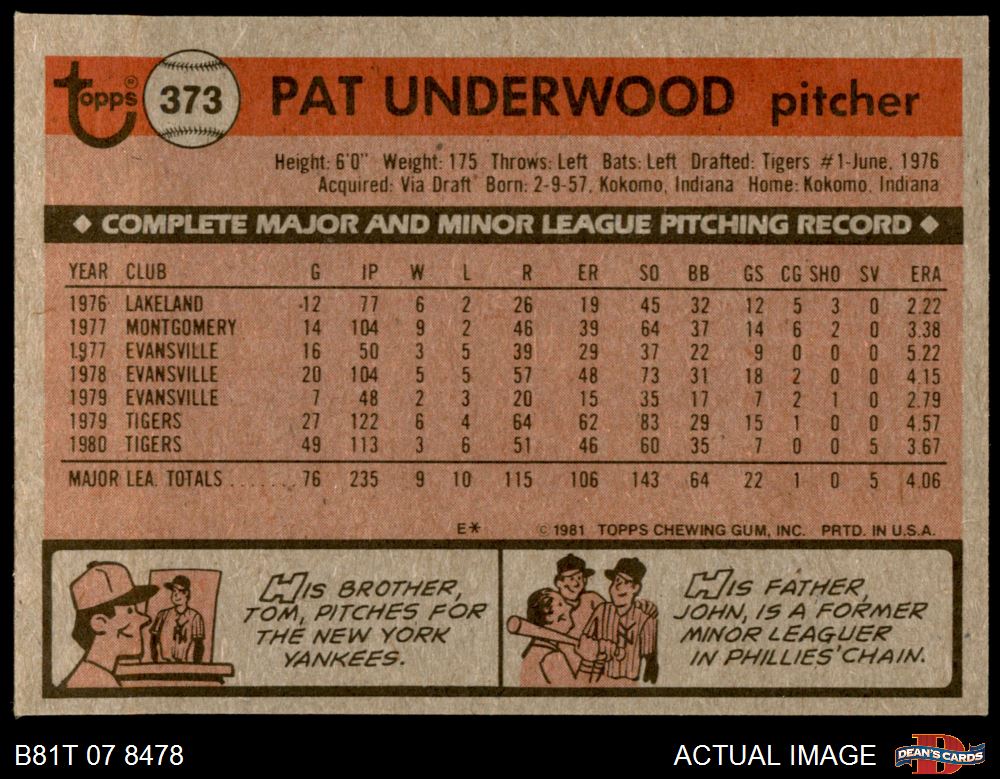 Topps® 373 PAT UNDERWOOD pitcher
Height: 6'0" Weight: 175 Throws: Left Bats: Left Drafted: Tigers #1-June, 1976
Acquired: Via Draft Born: 2-9-57, Kokomo, Indiana Home: Kokomo, Indiana
◆ COMPLETE MAJOR AND MINOR LEAGUE PITCHING RECORD ◆
YEAR CLUB G IP W L R ER SO BB GS CG SHO SV ERA
1976 LAKELAND 12 77 6 2 26 19 45 32 12 5 3 0 2.22
1977 MONTGOMERY 14 104 9 2 46 39 64 37 14 6 2 0 3.38
1977 EVANSVILLE 16 50 3 5 39 29 37 22 9 0 0 0 5.22
1978 EVANSVILLE 20 104 5 5 57 48 73 31 18 2 0 0 4.15
1979 EVANSVILLE 7 48 2 3 20 15 35 17 7 2 1 0 2.79
1979 TIGERS 27 122 6 4 64 62 83 29 15 1 0 0 4.57
1980 TIGERS 49 113 3 6 51 46 60 35 7 0 0 5 3.67
MAJOR LEA. TOTALS ....... 76 235 9 10 115 106 143 64 22 1 0 5 4.06
E* © 1981 TOPPS CHEWING GUM, INC. PRTD. IN U.S.A.
HIS BROTHER,
TOM, PITCHES FOR
THE NEW YORK
YANKEES.
NY
HIS FATHER,
JOHN, IS A FORMER
MINOR LEAGUER
IN PHILLIES' CHAIN.
B81T 07 8478 ACTUAL IMAGE DEAN'S CARDS